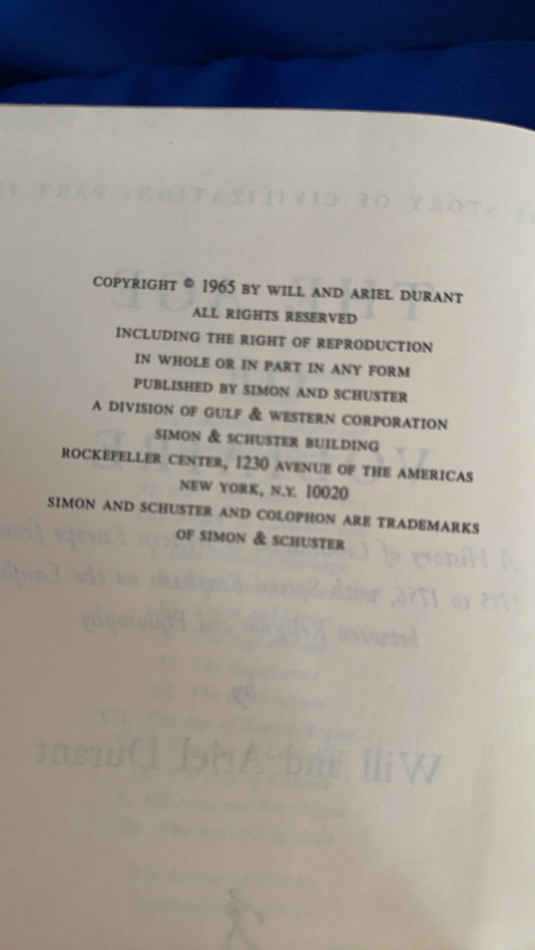 COPYRIGHT © 1965 BY WILL AND ARIEL DURANT
ALL RIGHTS RESERVED
INCLUDING THE RIGHT OF REPRODUCTION
IN WHOLE OR IN PART IN ANY FORM
PUBLISHED BY SIMON AND SCHUSTER
A DIVISION OF GULF & WESTERN CORPORATION
SIMON & SCHUSTER BUILDING
ROCKEFELLER CENTER, 1230 AVENUE OF THE AMERICAS
NEW YORK, N.Y. 10020
SIMON AND SCHUSTER AND COLOPHON ARE TRADEMARKS
OF SIMON & SCHUSTER